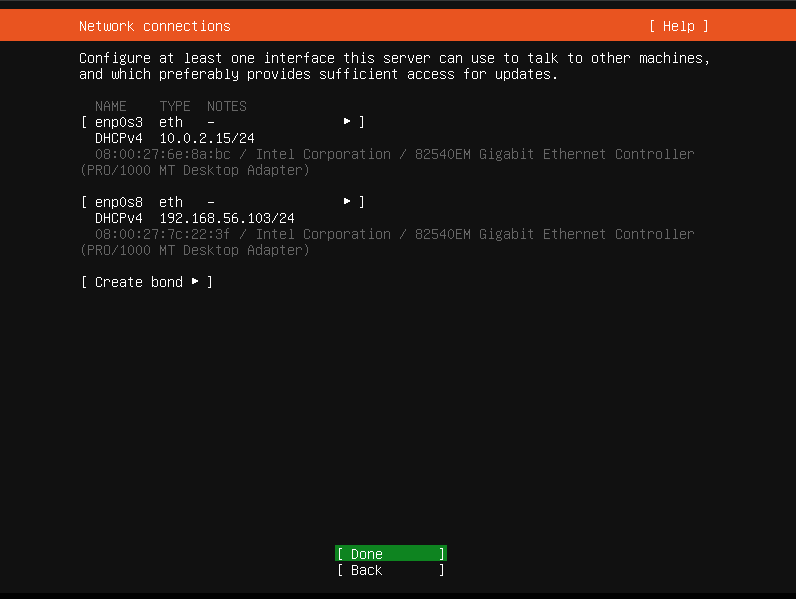 Network connections [ Help ]
Configure at least one interface this server can use to talk to other machines,
and which preferably provides sufficient access for updates.
NAME TYPE NOTES
[ enp0s3 eth – ▸ ]
DHCPv4 10.0.2.15/24
08:00:27:6e:8a:bc / Intel Corporation / 82540EM Gigabit Ethernet Controller
(PRO/1000 MT Desktop Adapter)
[ enp0s8 eth – ▸ ]
DHCPv4 192.168.56.103/24
08:00:27:7c:22:3f / Intel Corporation / 82540EM Gigabit Ethernet Controller
(PRO/1000 MT Desktop Adapter)
[ Create bond ▸ ]
[ Done ]
[ Back ]